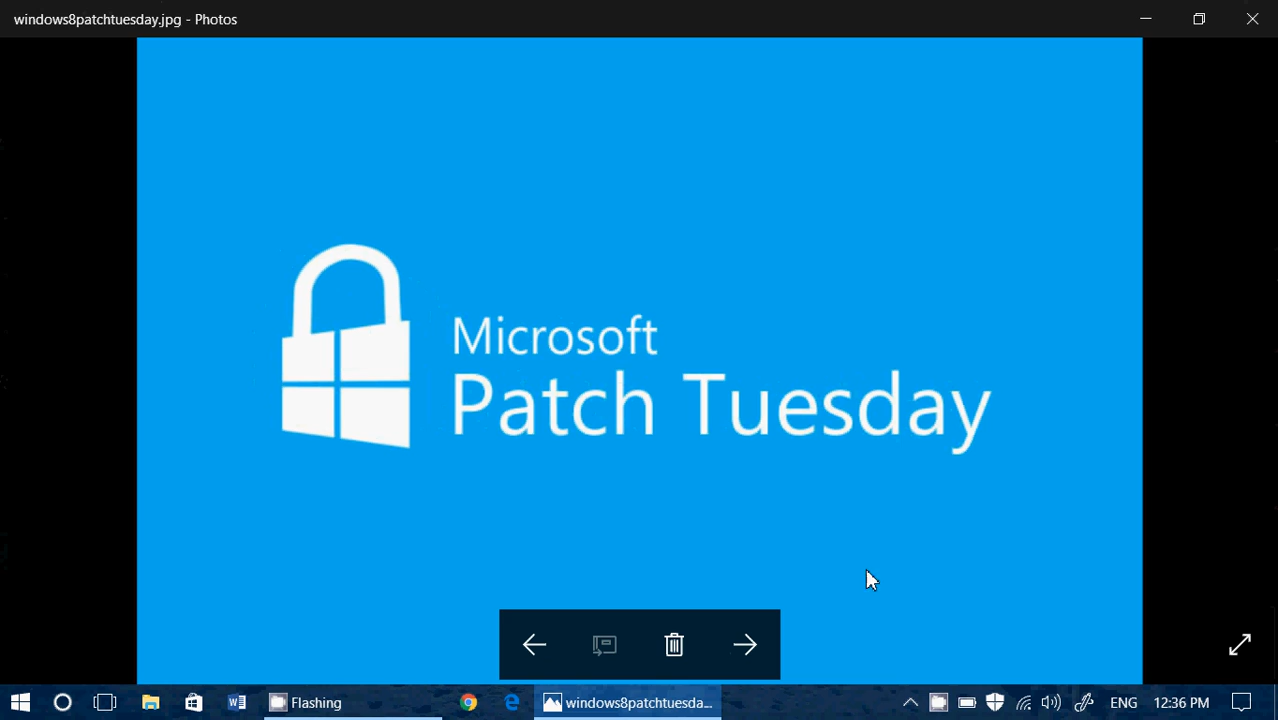 windows8patchtuesday.jpg - Photos
Microsoft
Patch Tuesday
Flashing
windows8patchtuesda...
ENG
12:36 PM